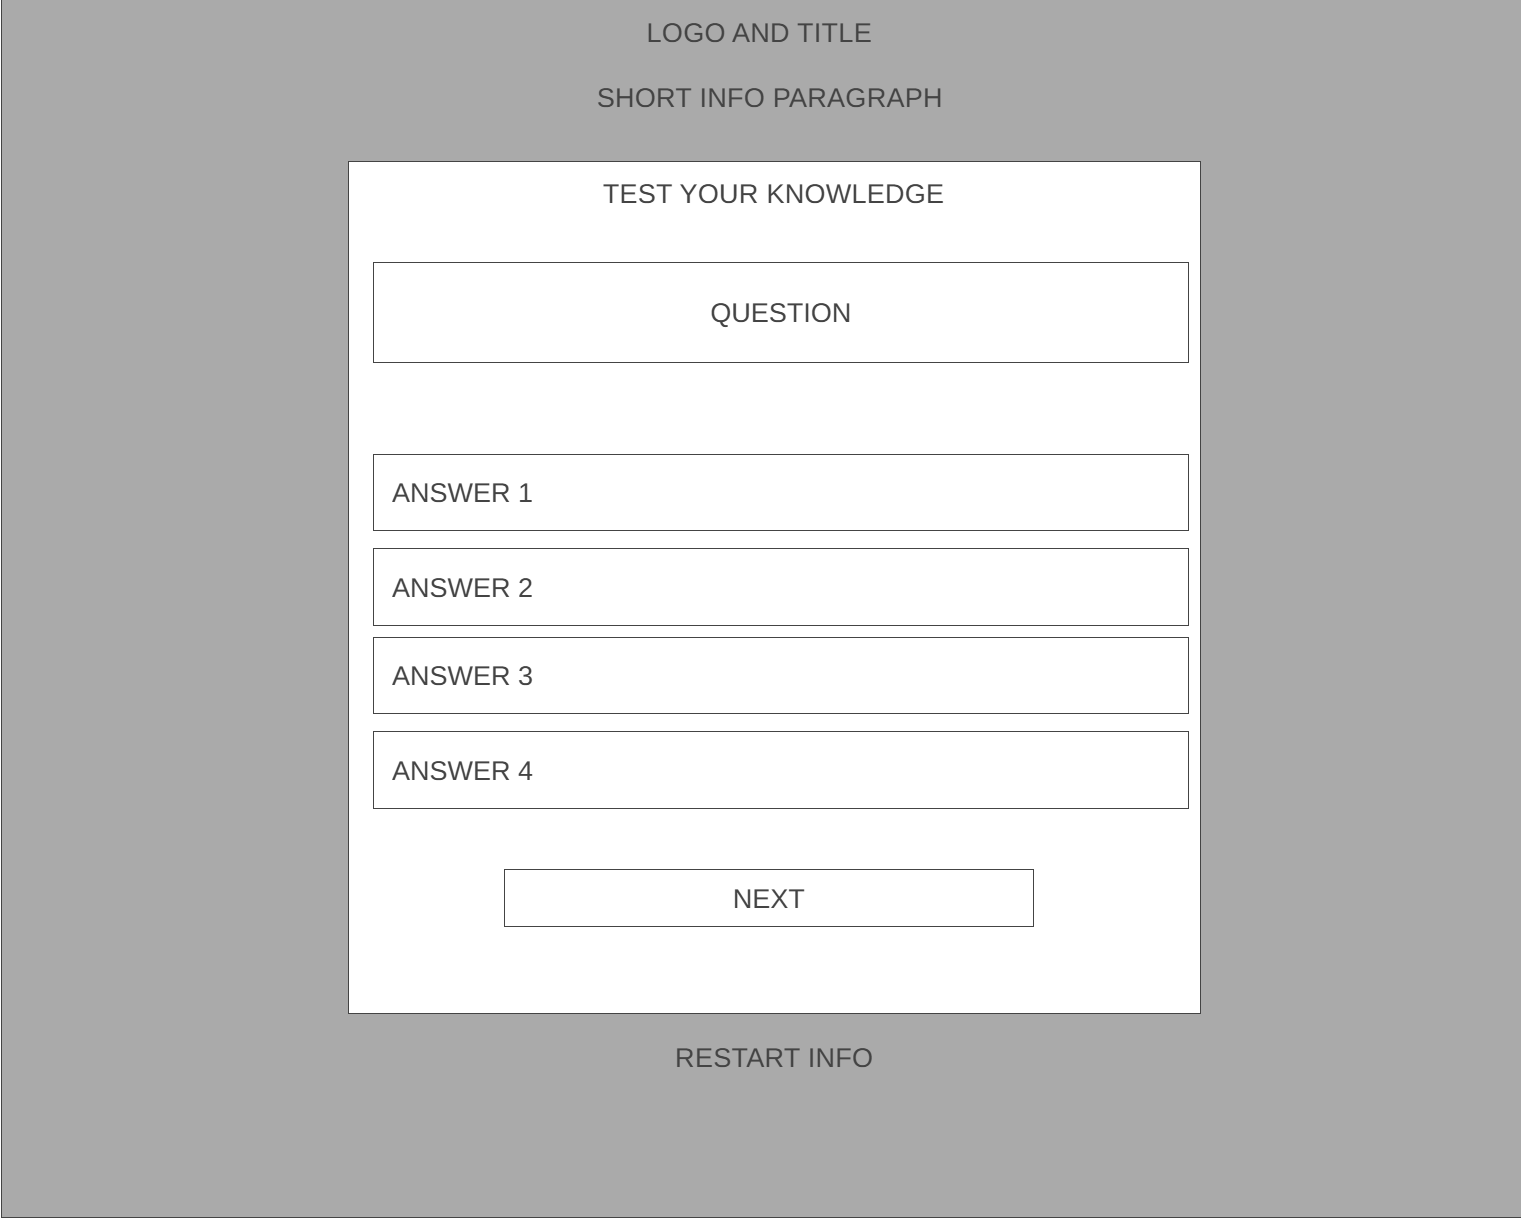 LOGO AND TITLE
SHORT INFO PARAGRAPH
TEST YOUR KNOWLEDGE
QUESTION
ANSWER 1
ANSWER 2
ANSWER 3
ANSWER 4
NEXT
RESTART INFO